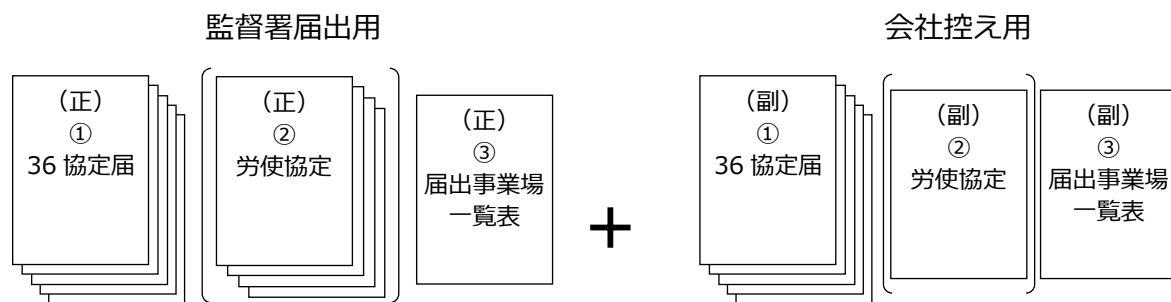 監督署届出用
会社控え用
（正）
①
36 協定届
（正）
②
労使協定
（正）
③
届出事業場
一覧表
＋
（副）
①
36 協定届
（副）
②
労使協定
（副）
③
届出事業場
一覧表